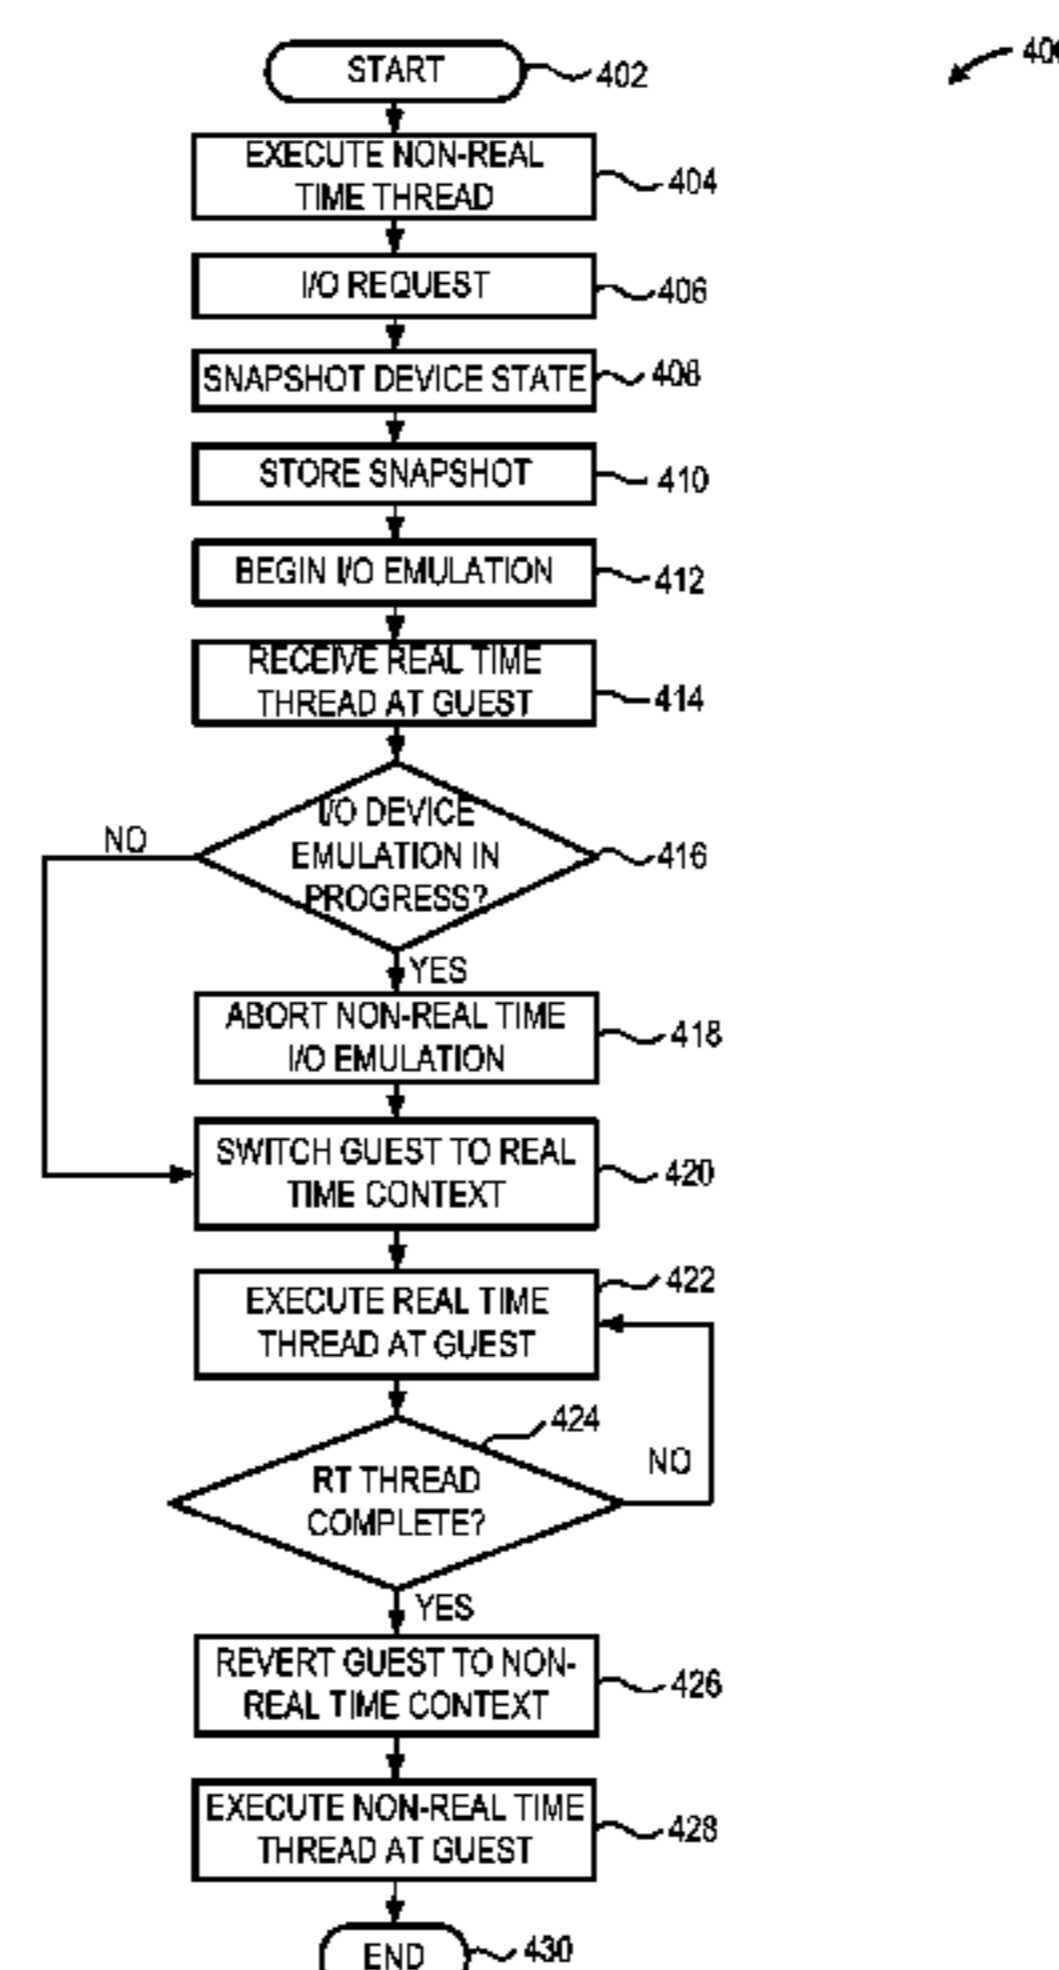 START
402
EXECUTE NON-REAL
TIME THREAD
404
I/O REQUEST
406
SNAPSHOT DEVICE STATE
408
STORE SNAPSHOT
410
BEGIN I/O EMULATION
412
RECEIVE REAL TIME
THREAD AT GUEST
414
I/O DEVICE
EMULATION IN
PROGRESS?
416
NO
YES
ABORT NON-REAL TIME
I/O EMULATION
418
SWITCH GUEST TO REAL
TIME CONTEXT
420
EXECUTE REAL TIME
THREAD AT GUEST
422
RT THREAD
COMPLETE?
424
NO
YES
REVERT GUEST TO NON-
REAL TIME CONTEXT
426
EXECUTE NON-REAL TIME
THREAD AT GUEST
428
END
430